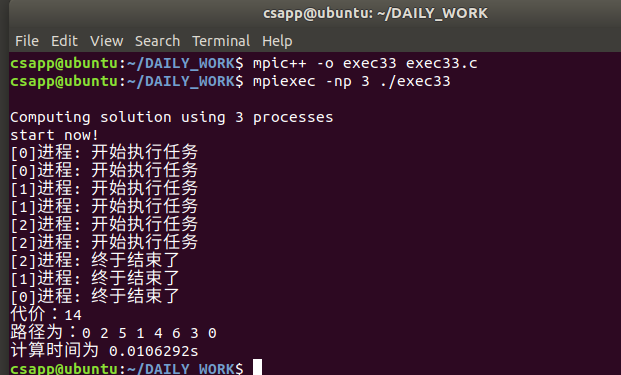 csapp@ubuntu: ~/DAILY_WORK
File Edit View Search Terminal Help
csapp@ubuntu:~/DAILY_WORK$ mpic++ -o exec33 exec33.c
csapp@ubuntu:~/DAILY_WORK$ mpiexec -np 3 ./exec33
Computing solution using 3 processes
start now!
[0]进程: 开始执行任务
[0]进程: 开始执行任务
[1]进程: 开始执行任务
[1]进程: 开始执行任务
[2]进程: 开始执行任务
[2]进程: 开始执行任务
[2]进程: 终于结束了
[1]进程: 终于结束了
[0]进程: 终于结束了
代价：14
路径为：0 2 5 1 4 6 3 0
计算时间为 0.0106292s
csapp@ubuntu:~/DAILY_WORK$